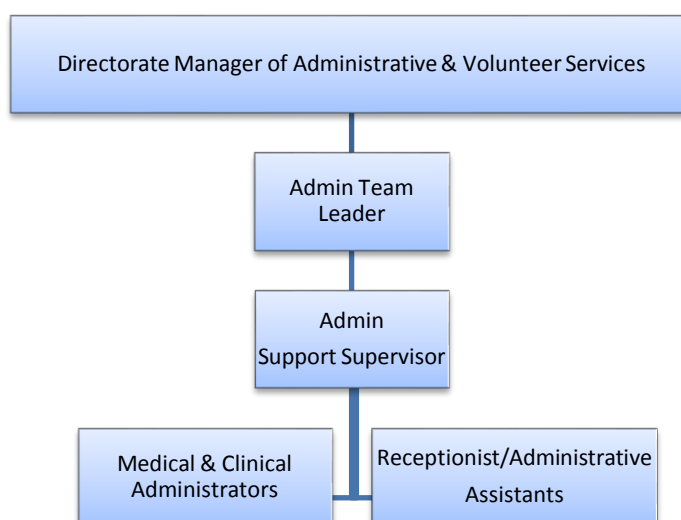 Directorate Manager of Administrative & Volunteer Services
Admin Team
Leader
Admin
Support Supervisor
Medical & Clinical
Administrators
Receptionist/Administrative
Assistants